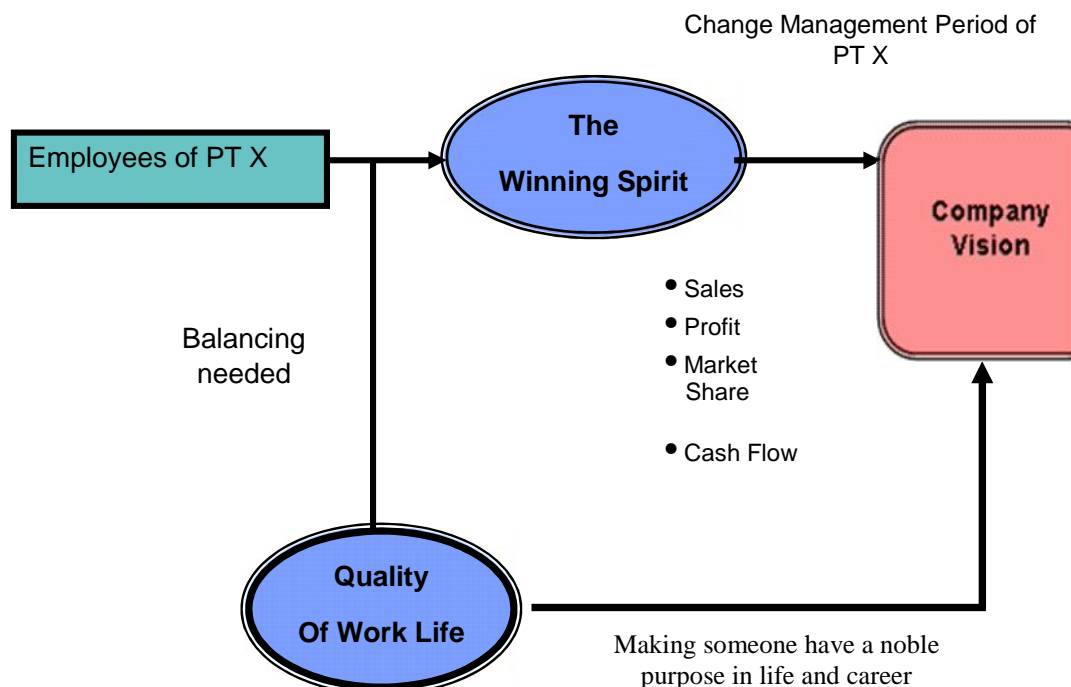 Change Management Period of
PT X
Employees of PT X
The
Winning Spirit
Company
Vision
• Sales
• Profit
• Market
Share
• Cash Flow
Balancing
needed
Quality
Of Work Life
Making someone have a noble
purpose in life and career